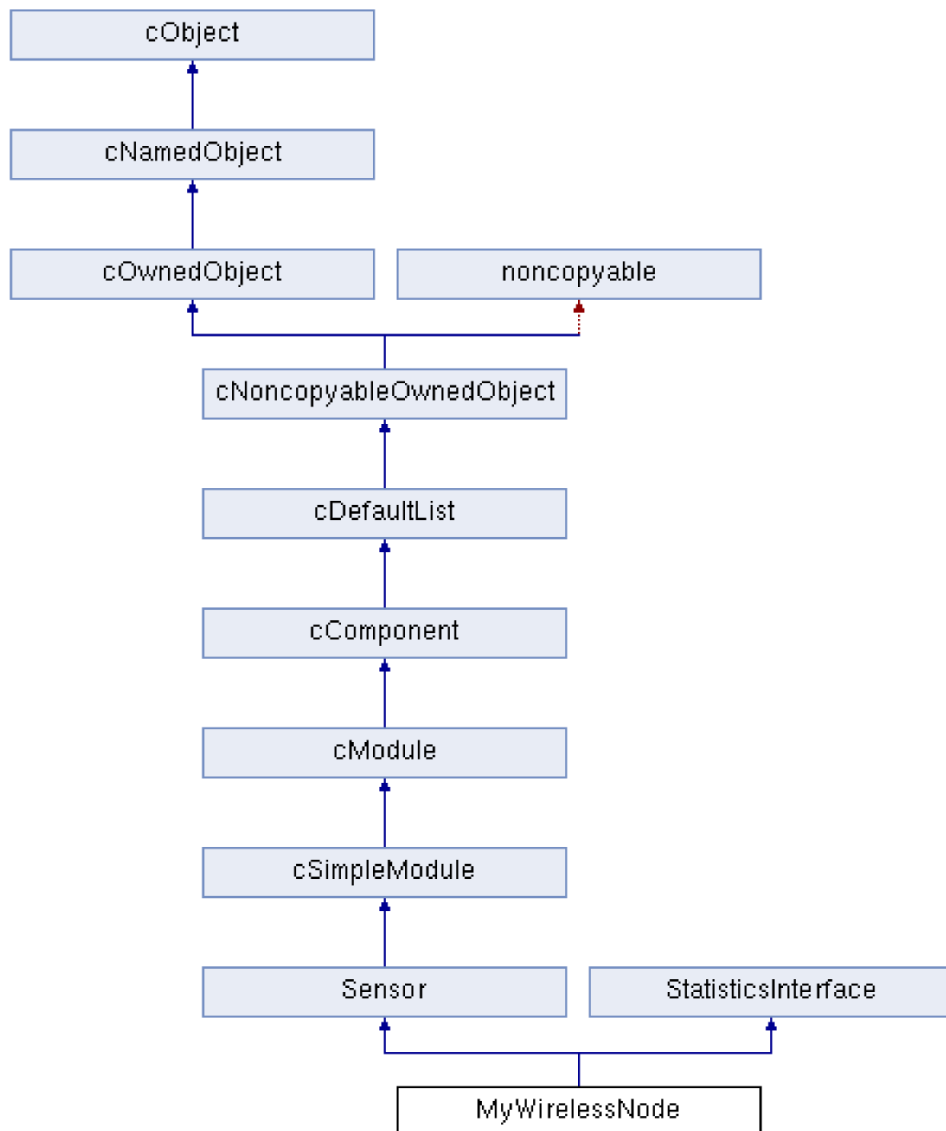 cObject
cNamedObject
cOwnedObject
noncopyable
cNoncopyableOwnedObject
cDefaultList
cComponent
cModule
cSimpleModule
Sensor
StatisticsInterface
MyWirelessNode